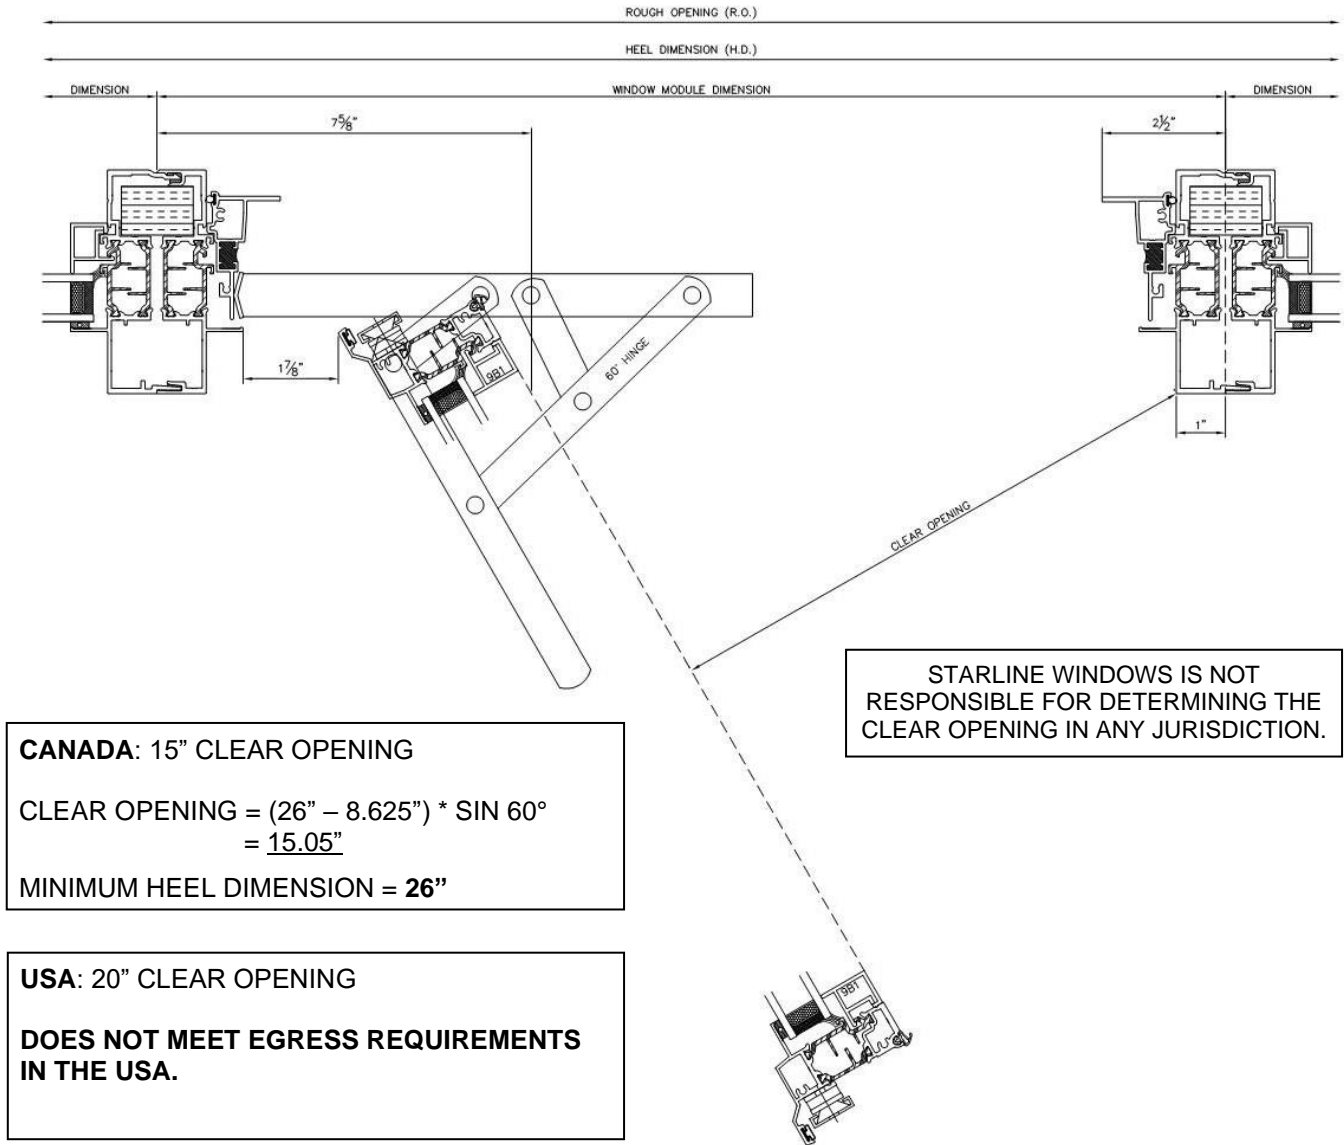 ROUGH OPENING (R.O.)
HEEL DIMENSION (H.D.)
DIMENSION
WINDOW MODULE DIMENSION
DIMENSION
7⅝"
2½"
1⅞"
9B1
60° HINGE
1"
CLEAR OPENING
STARLINE WINDOWS IS NOT
RESPONSIBLE FOR DETERMINING THE
CLEAR OPENING IN ANY JURISDICTION.
CANADA: 15” CLEAR OPENING
CLEAR OPENING = (26” – 8.625”) * SIN 60°
= 15.05”
MINIMUM HEEL DIMENSION = 26”
USA: 20” CLEAR OPENING
DOES NOT MEET EGRESS REQUIREMENTS
IN THE USA.
9B1